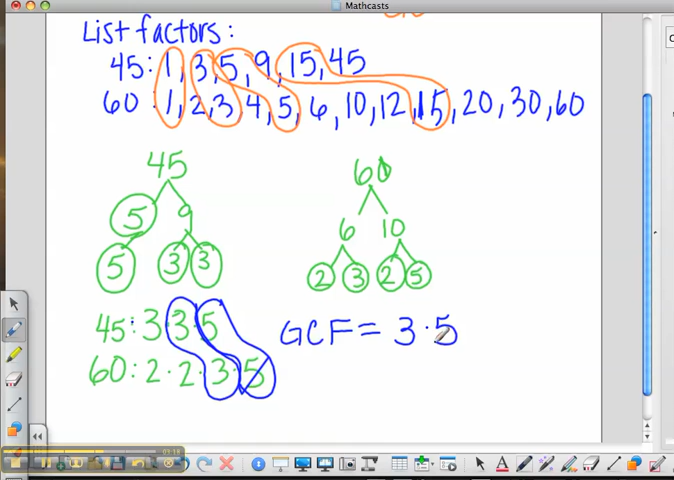 Mathcasts
List factors:
45: 1, 3, 5, 9, 15, 45
60: 1, 2, 3, 4, 5, 6, 10, 12, 15, 20, 30, 60
45 60
5 9 6 10
5 3 3 2 3 2 5
45: 3·3·5 GCF = 3·5
60: 2·2·3·5